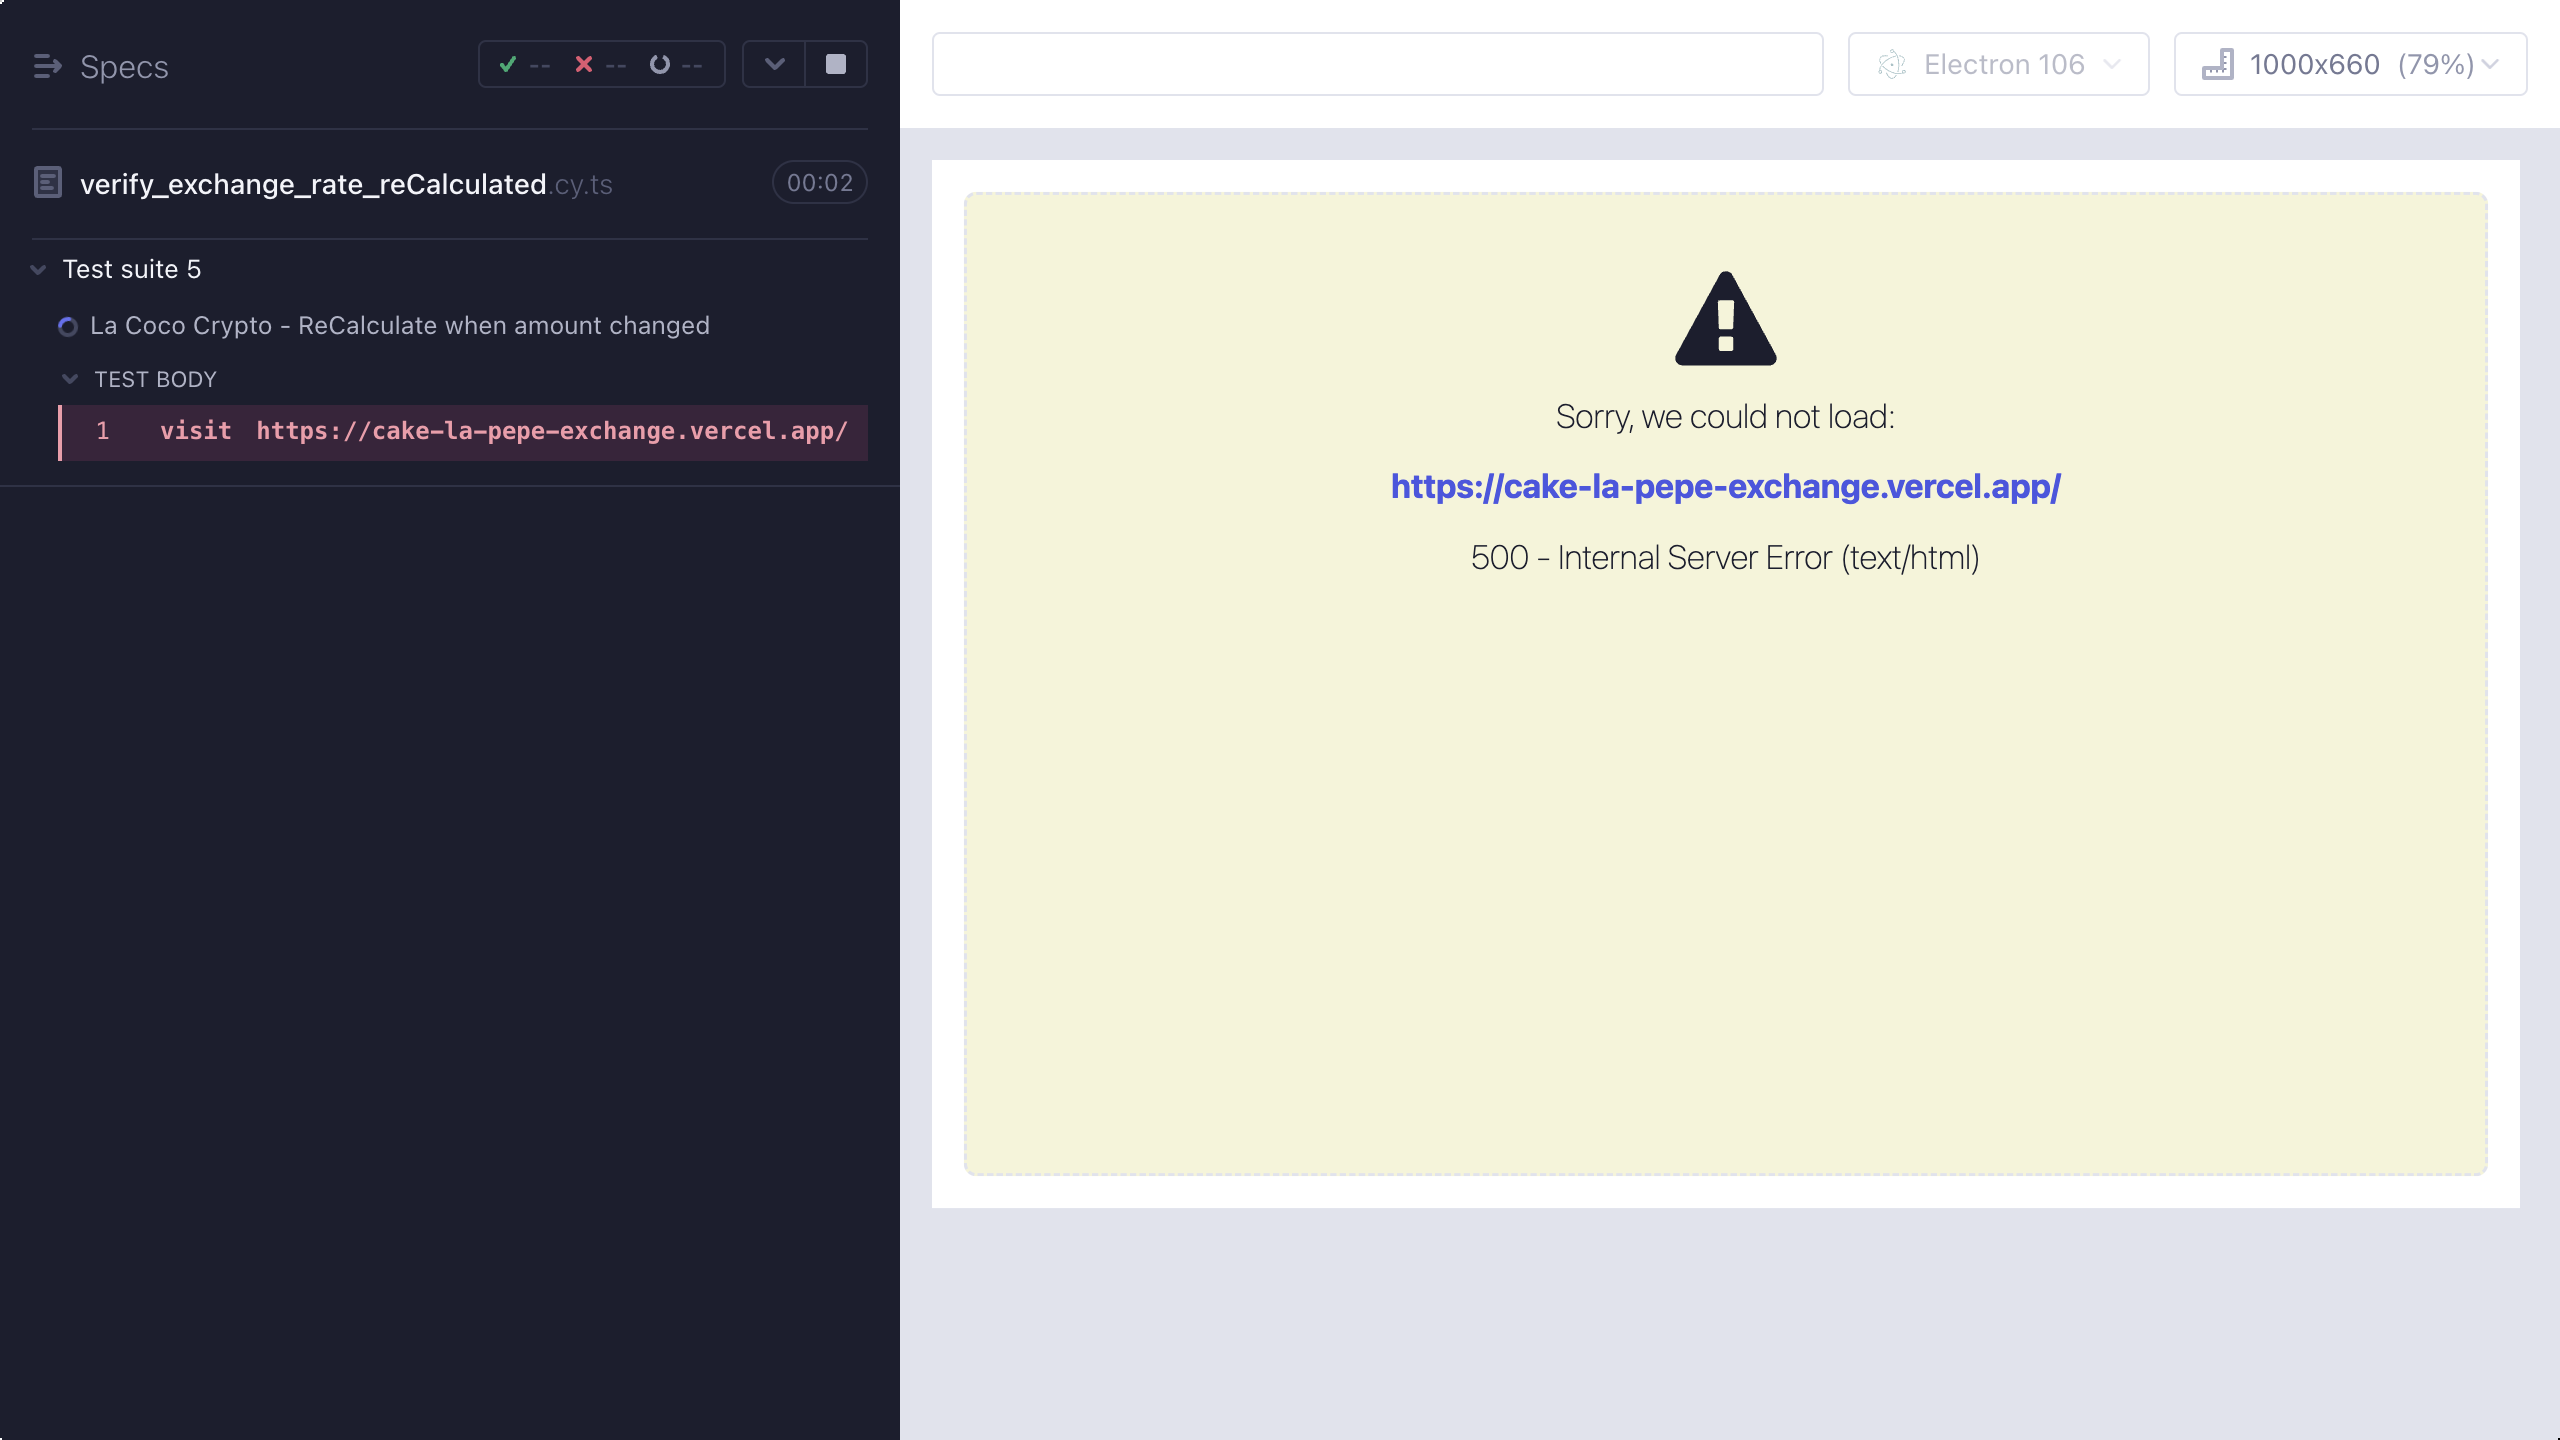 Specs
-- -- --
verify_exchange_rate_reCalculated.cy.ts 00:02
Test suite 5
La Coco Crypto - ReCalculate when amount changed
TEST BODY
1 visit https://cake-la-pepe-exchange.vercel.app/
Electron 106
1000x660 (79%)
Sorry, we could not load:
https://cake-la-pepe-exchange.vercel.app/
500 - Internal Server Error (text/html)